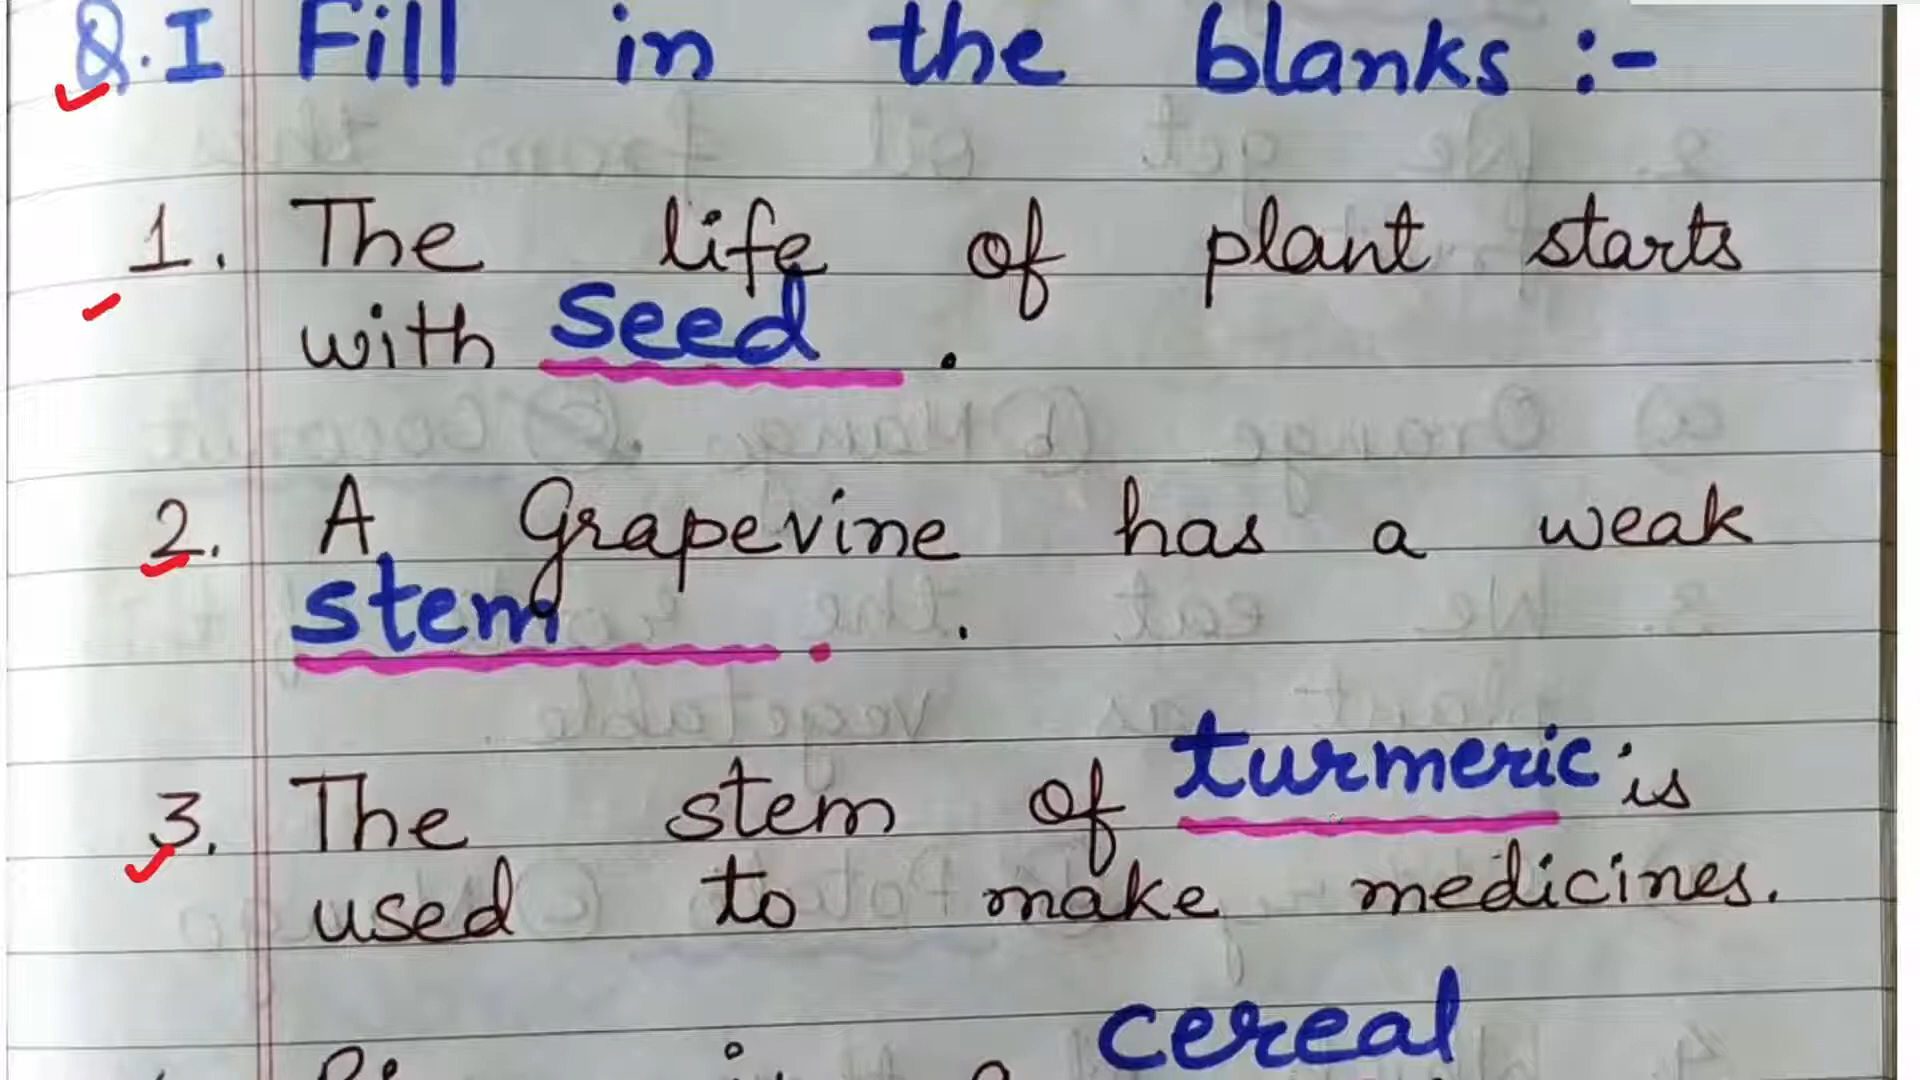 Q.I Fill in the blanks :-
1. The life of plant starts
with seed .
2. A Grapevine has a weak
stem .
3. The stem of turmeric is
used to make medicines.
cereal